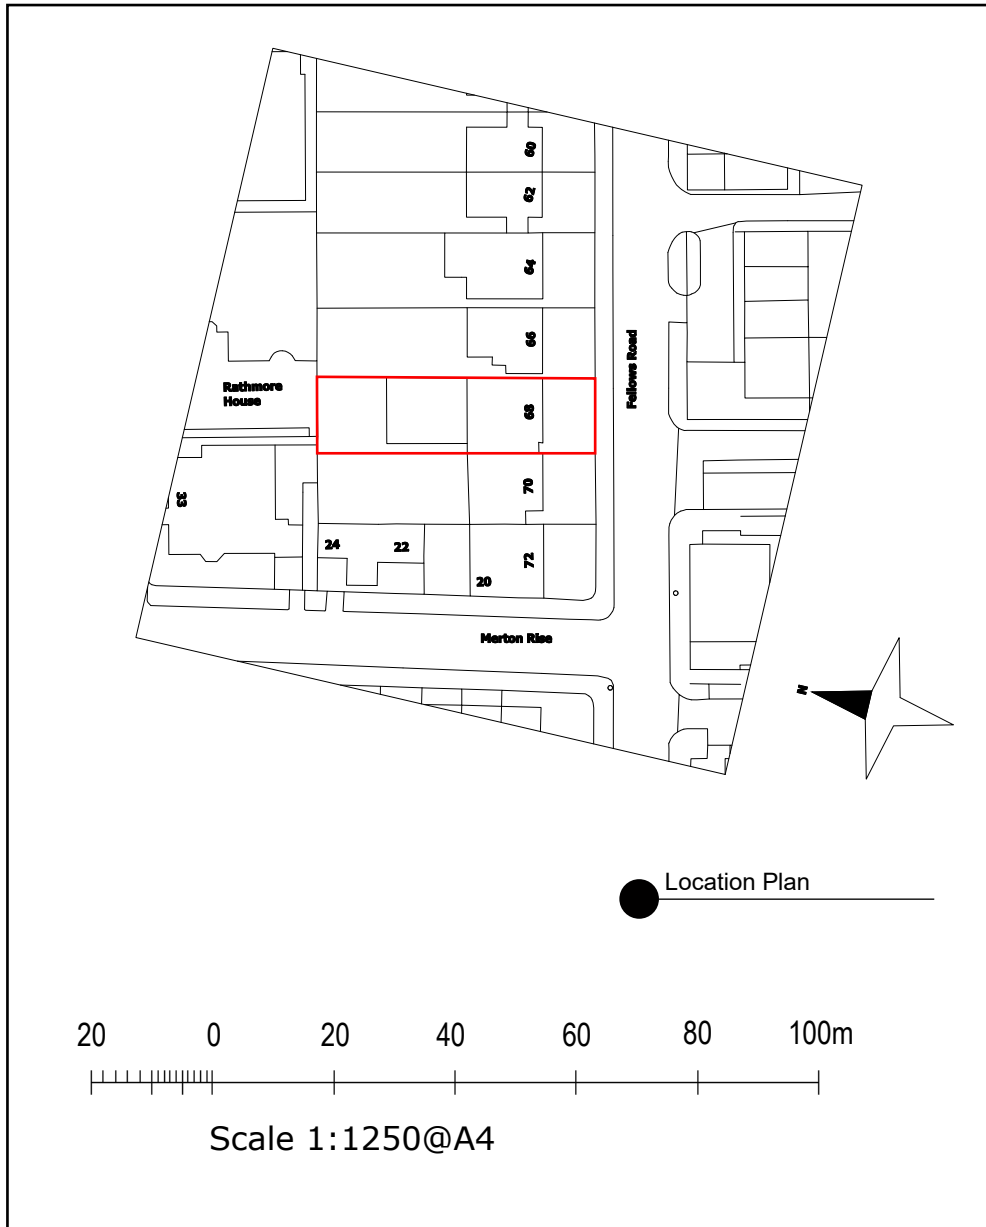 60
62
64
66
Fellows Road
Rathmore
House
68
70
33
24
22
72
20
Merton Rise
N
Location Plan
20 0 20 40 60 80 100m
Scale 1:1250@A4